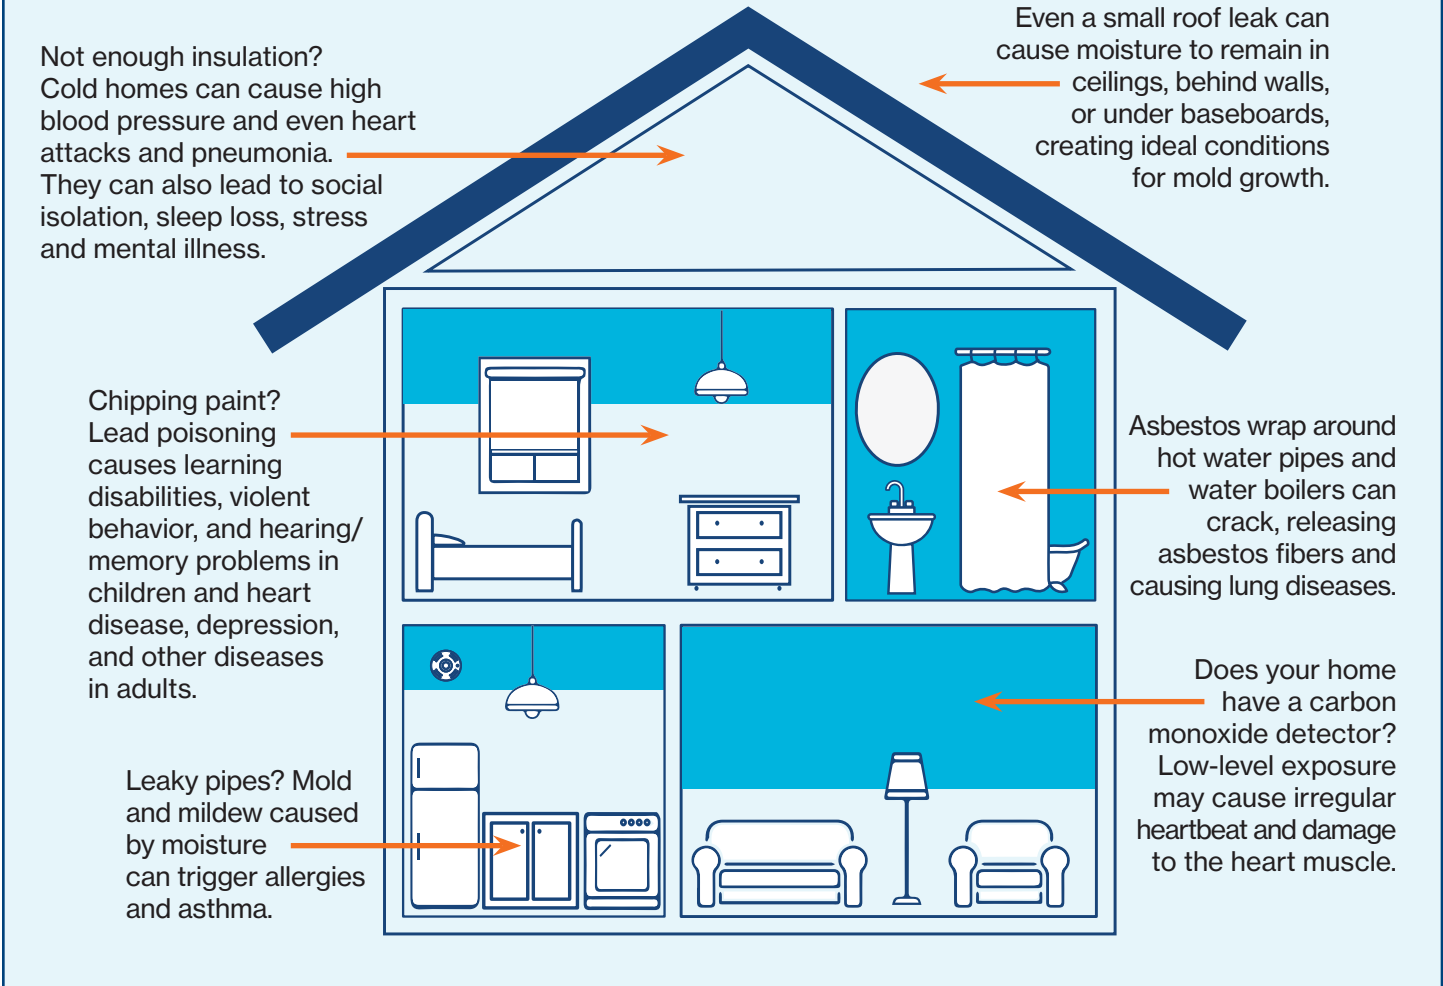 Not enough insulation?
Cold homes can cause high
blood pressure and even heart
attacks and pneumonia.
They can also lead to social
isolation, sleep loss, stress
and mental illness.
Even a small roof leak can
cause moisture to remain in
ceilings, behind walls,
or under baseboards,
creating ideal conditions
for mold growth.
Chipping paint?
Lead poisoning
causes learning
disabilities, violent
behavior, and hearing/
memory problems in
children and heart
disease, depression,
and other diseases
in adults.
Asbestos wrap around
hot water pipes and
water boilers can
crack, releasing
asbestos fibers and
causing lung diseases.
Leaky pipes? Mold
and mildew caused
by moisture
can trigger allergies
and asthma.
Does your home
have a carbon
monoxide detector?
Low-level exposure
may cause irregular
heartbeat and damage
to the heart muscle.